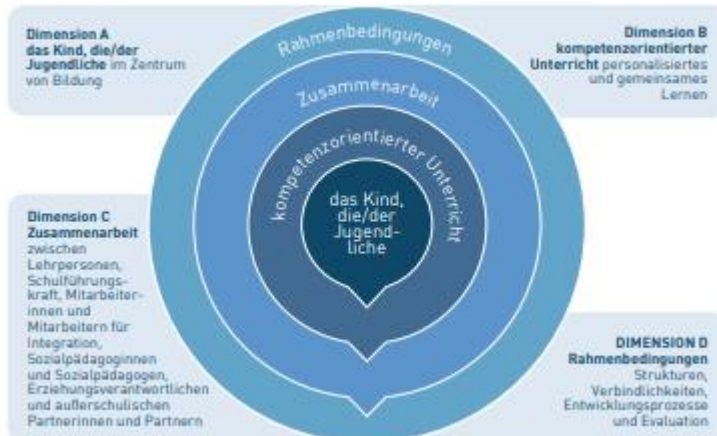 Dimension A
das Kind, die/der
Jugendliche im Zentrum
von Bildung
Dimension B
kompetenzorientierter
Unterricht personalisiertes
und gemeinsames
Lernen
Rahmenbedingungen
Zusammenarbeit
kompetenzorientierter Unterricht
das Kind,
die/der
Jugend-
liche
Dimension C
Zusammenarbeit
zwischen
Lehrpersonen,
Schulführungs-
kraft, Mitarbeiter-
innen und
Mitarbeitern für
Integration,
Sozialpädagoginnen
und Sozialpädagogen,
Erziehungsverantwortlichen
und außerschulischen
Partnerinnen und Partnern
DIMENSION D
Rahmenbedingungen
Strukturen,
Verbindlichkeiten,
Entwicklungsprozesse
und Evaluation